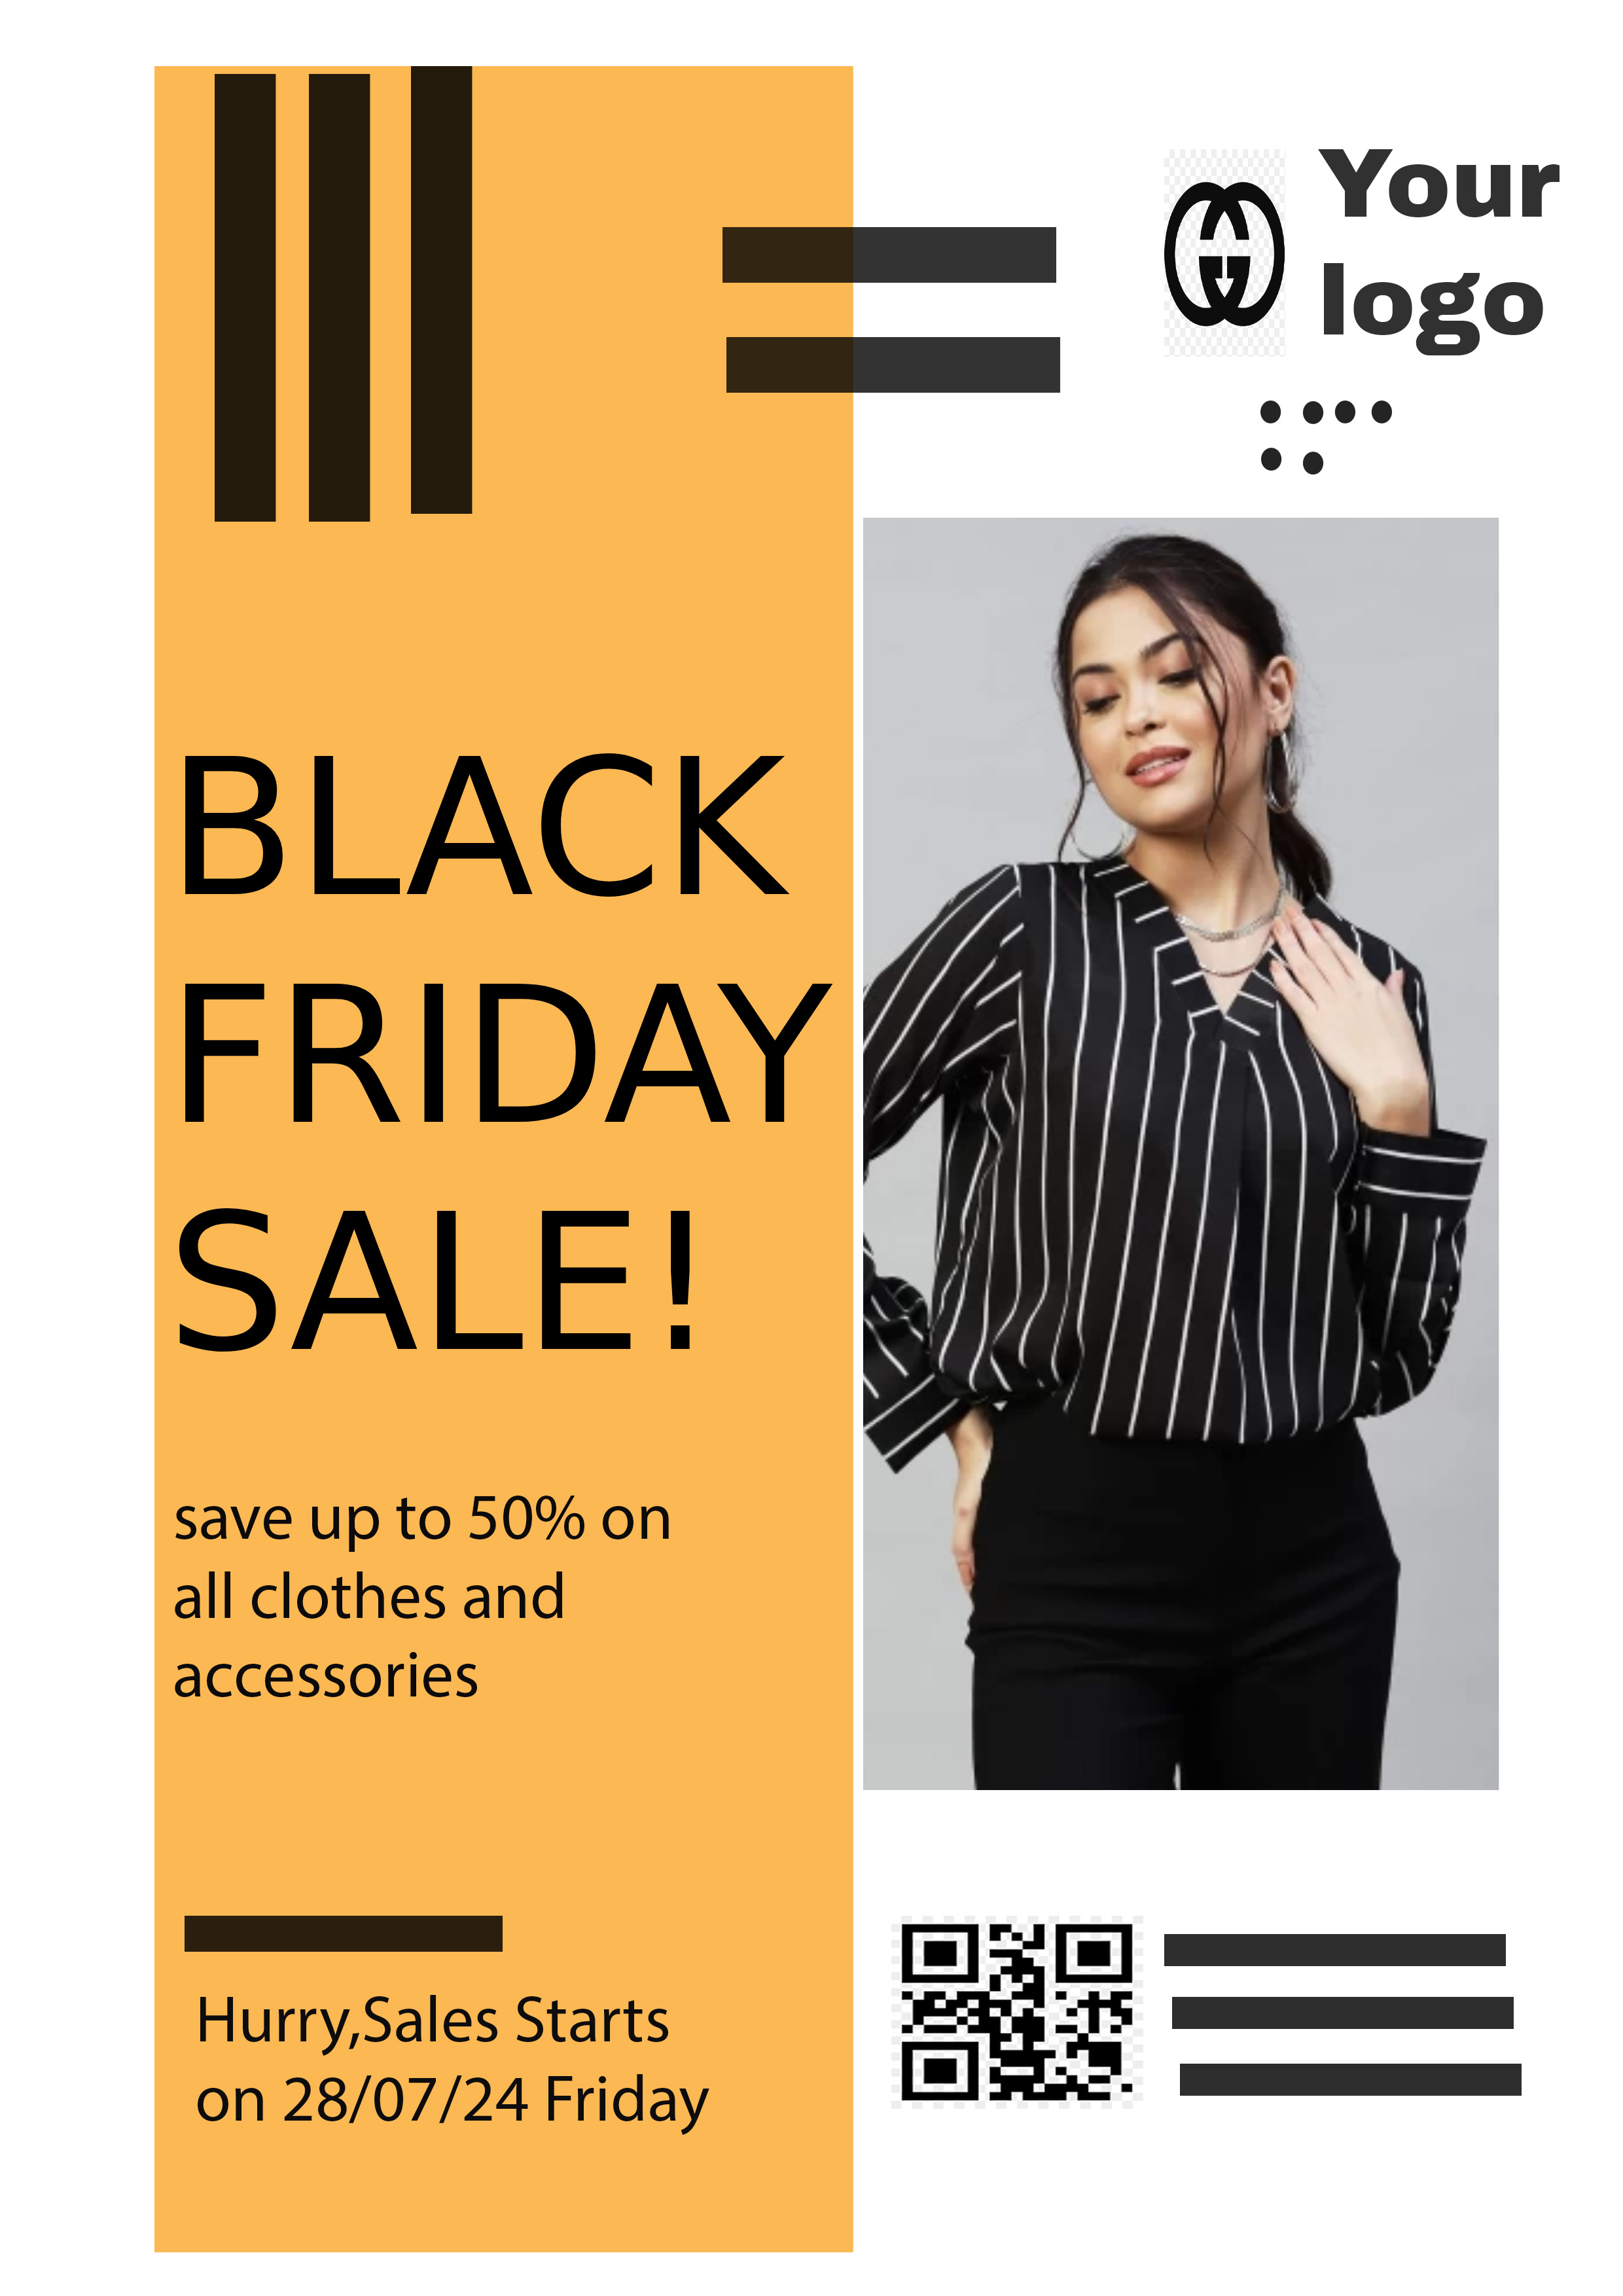 Your
logo
BLACK
FRIDAY
SALE!
save up to 50% on
all clothes and
accessories
Hurry,Sales Starts
on 28/07/24 Friday